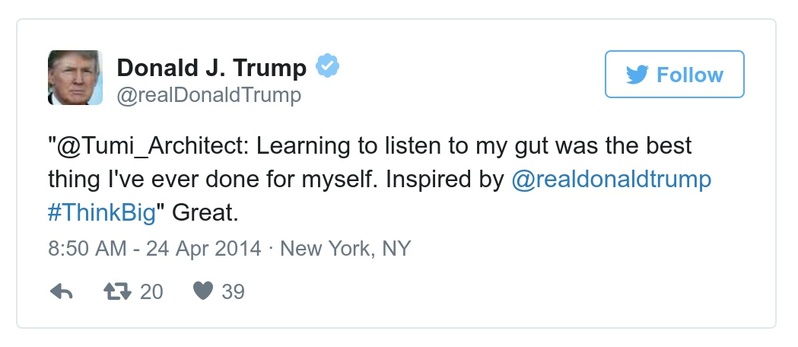 Donald J. Trump
@realDonaldTrump
Follow
"@Tumi_Architect: Learning to listen to my gut was the best
thing I've ever done for myself. Inspired by @realdonaldtrump
#ThinkBig" Great.
8:50 AM - 24 Apr 2014 · New York, NY
20 39